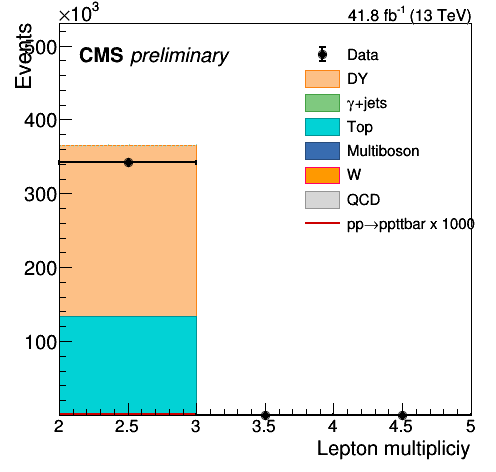 ×10³
41.8 fb⁻¹ (13 TeV)
Events
CMS preliminary
Data
DY
γ+jets
Top
Multiboson
W
QCD
pp→ppttbar x 1000
500
400
300
200
100
2 2.5 3 3.5 4 4.5 5
Lepton multipliciy